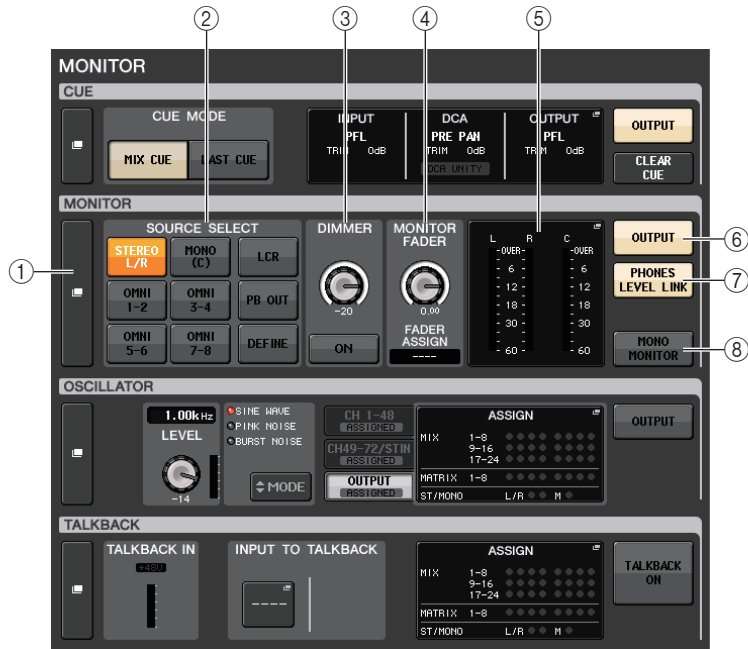 ② ③ ④ ⑤
MONITOR
CUE
CUE MODE
MIX CUE
LAST CUE
INPUT
PFL
TRIM 0dB
DCA
PRE PAN
TRIM 0dB
DCA UNITY
OUTPUT
PFL
TRIM 0dB
OUTPUT
CLEAR
CUE
MONITOR
①
SOURCE SELECT
STEREO
L/R
MONO
(C)
LCR
OMNI
1-2
OMNI
3-4
PB OUT
OMNI
5-6
OMNI
7-8
DEFINE
DIMMER
-20
ON
MONITOR
FADER
0.00
FADER
ASSIGN
----
L R C
-OVER- -OVER
6 6
12 12
18 18
30 30
60 60
OUTPUT
⑥
PHONES
LEVEL LINK
⑦
MONO
MONITOR
⑧
OSCILLATOR
1.00kHz
LEVEL
-14
SINE WAVE
PINK NOISE
BURST NOISE
MODE
CH 1-48
ASSIGNED
CH49-72/STIN
ASSIGNED
OUTPUT
ASSIGNED
ASSIGN
MIX 1-8
9-16
17-24
MATRIX 1-8
ST/MONO L/R M
OUTPUT
TALKBACK
TALKBACK IN
+48V
INPUT TO TALKBACK
----
ASSIGN
MIX 1-8
9-16
17-24
MATRIX 1-8
ST/MONO L/R M
TALKBACK
ON